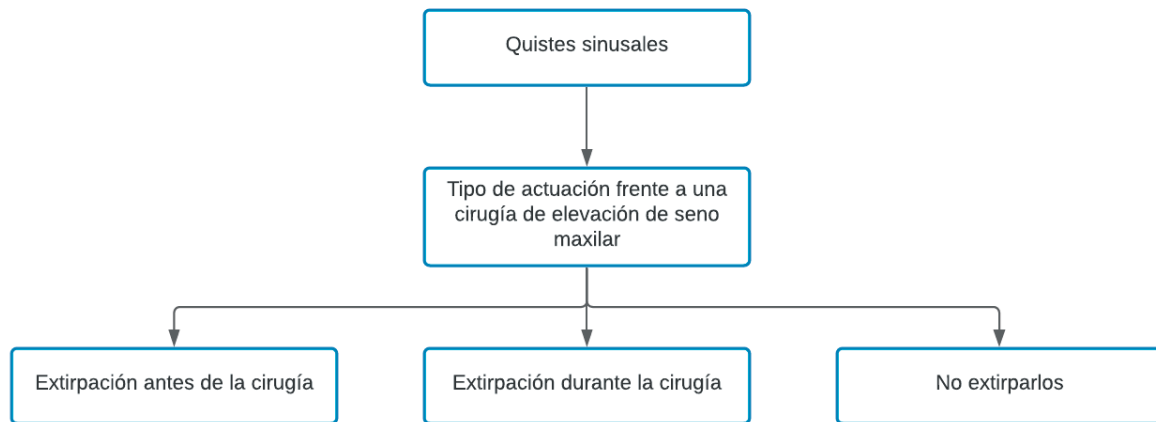 Quistes sinusales
Tipo de actuación frente a una
cirugía de elevación de seno
maxilar
Extirpación antes de la cirugía
Extirpación durante la cirugía
No extirparlos